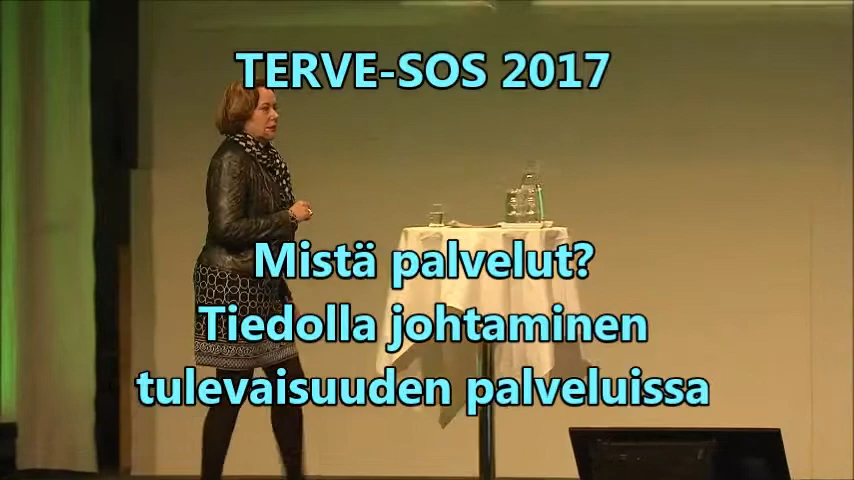 TERVE-SOS 2017
Mistä palvelut?
Tiedolla johtaminen
tulevaisuuden palveluissa